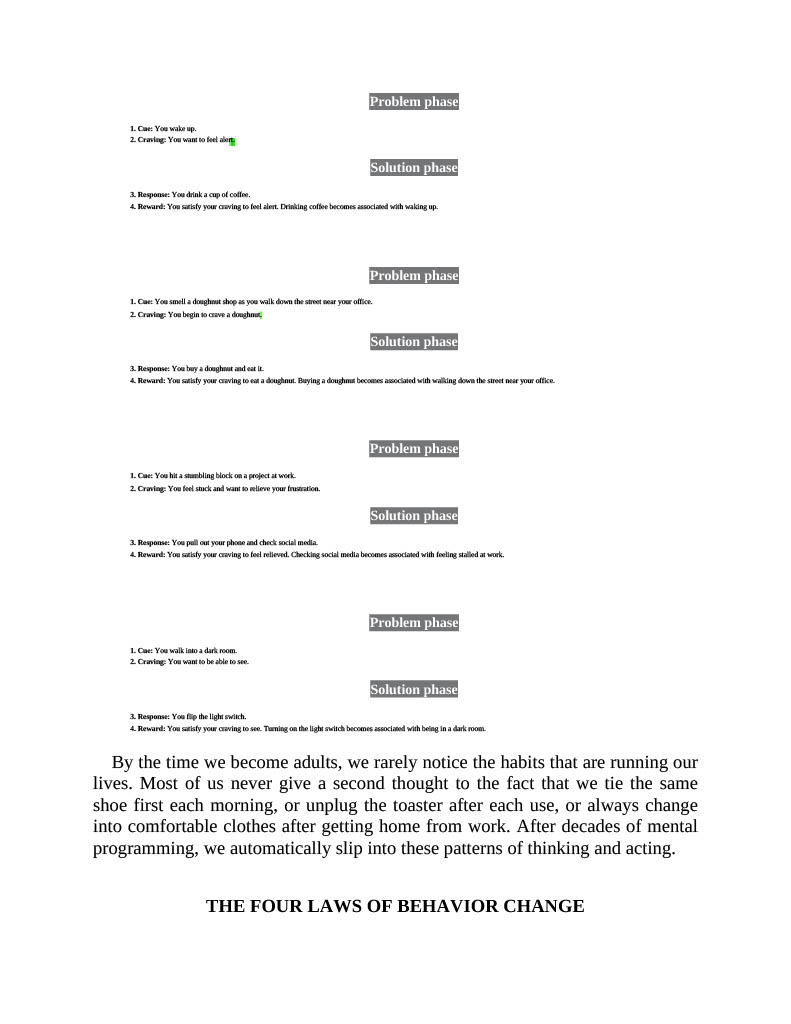 Problem phase
1. Cue: You wake up.
2. Craving: You want to feel alert.
Solution phase
3. Response: You drink a cup of coffee.
4. Reward: You satisfy your craving to feel alert. Drinking coffee becomes associated with waking up.
Problem phase
1. Cue: You smell a doughnut shop as you walk down the street near your office.
2. Craving: You begin to crave a doughnut.
Solution phase
3. Response: You buy a doughnut and eat it.
4. Reward: You satisfy your craving to eat a doughnut. Buying a doughnut becomes associated with walking down the street near your office.
Problem phase
1. Cue: You hit a stumbling block on a project at work.
2. Craving: You feel stuck and want to relieve your frustration.
Solution phase
3. Response: You pull out your phone and check social media.
4. Reward: You satisfy your craving to feel relieved. Checking social media becomes associated with feeling stalled at work.
Problem phase
1. Cue: You walk into a dark room.
2. Craving: You want to be able to see.
Solution phase
3. Response: You flip the light switch.
4. Reward: You satisfy your craving to see. Turning on the light switch becomes associated with being in a dark room.
By the time we become adults, we rarely notice the habits that are running our
lives. Most of us never give a second thought to the fact that we tie the same
shoe first each morning, or unplug the toaster after each use, or always change
into comfortable clothes after getting home from work. After decades of mental
programming, we automatically slip into these patterns of thinking and acting.
THE FOUR LAWS OF BEHAVIOR CHANGE